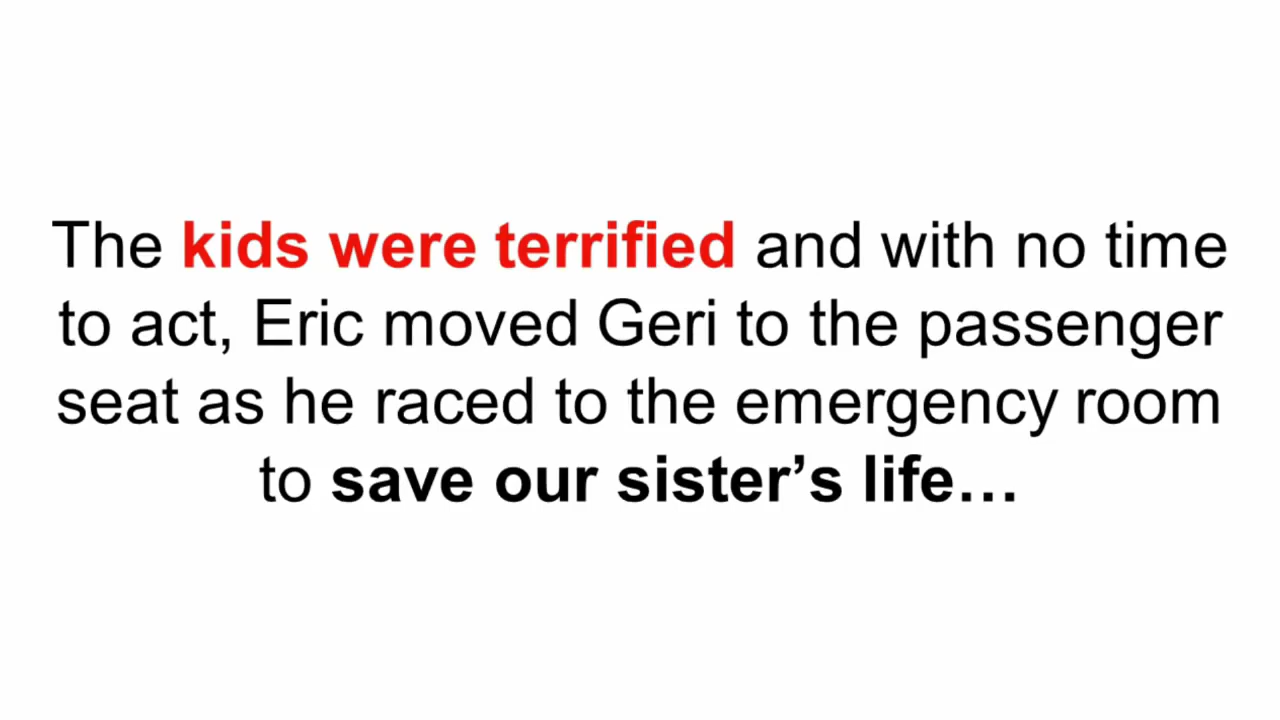 The kids were terrified and with no time
to act, Eric moved Geri to the passenger
seat as he raced to the emergency room
to save our sister’s life…